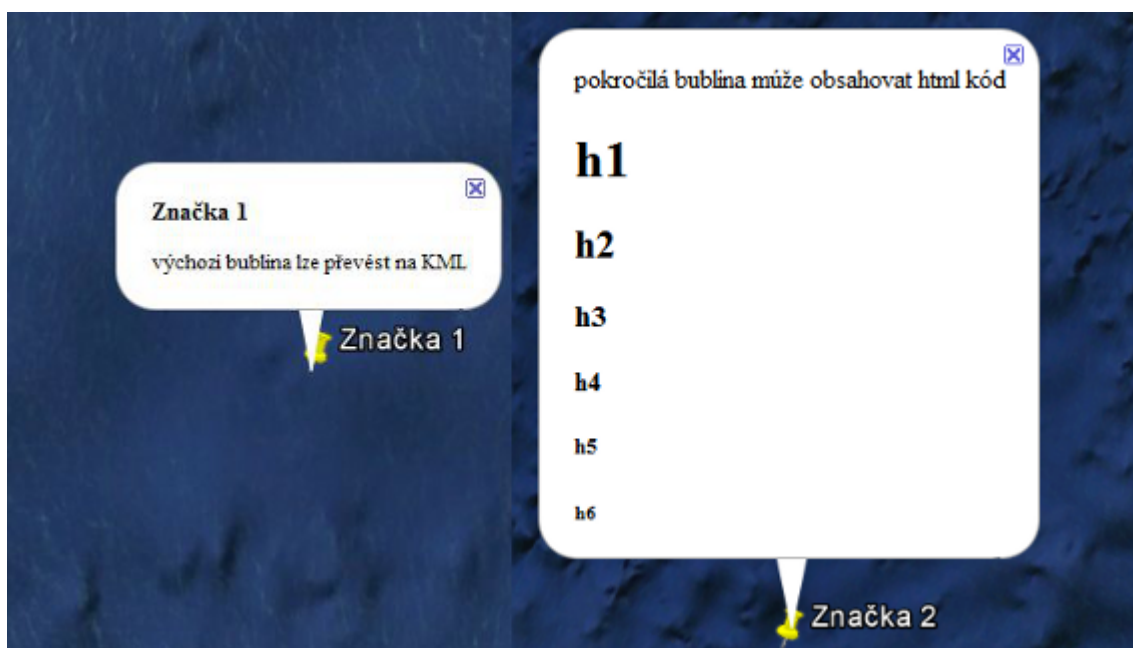 Značka 1
výchozi bublina lze převést na KML
Značka 1
pokročilá bublina múže obsahovat html kód
h1
h2
h3
h4
h5
h6
Značka 2